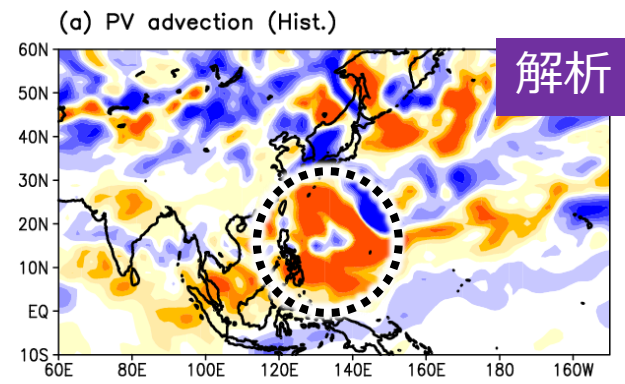 (a) PV advection (Hist.)
解析
60N
50N
40N
30N
20N
10N
EQ
10S
60E 80E 100E 120E 140E 160E 180 160W